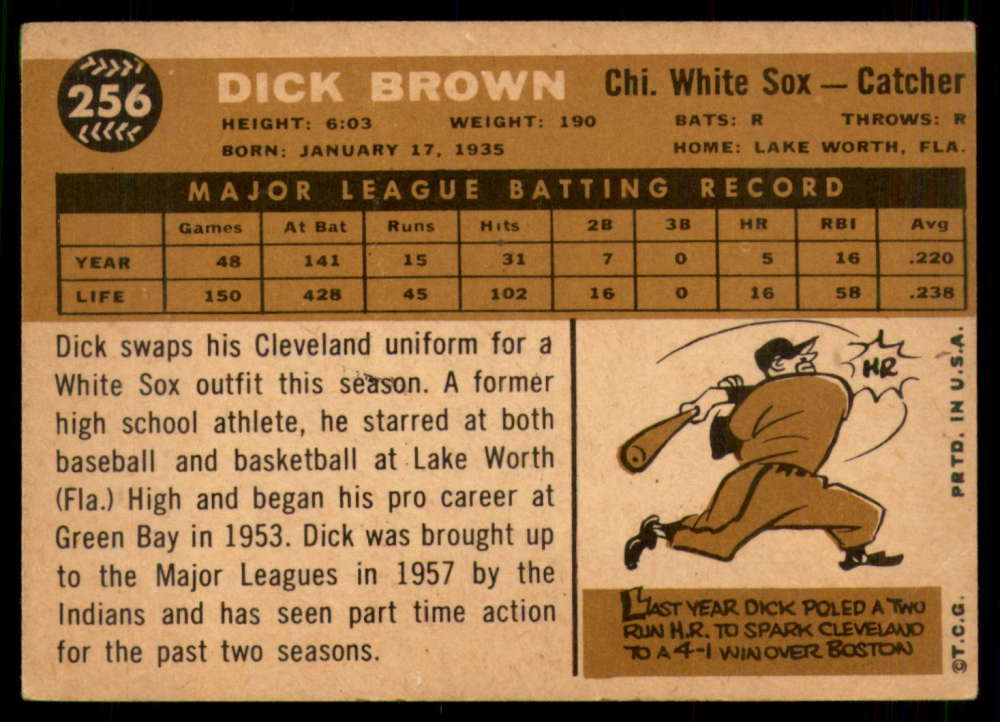 256
DICK BROWN Chi. White Sox — Catcher
HEIGHT: 6:03 WEIGHT: 190 BATS: R THROWS: R
BORN: JANUARY 17, 1935 HOME: LAKE WORTH, FLA.
MAJOR LEAGUE BATTING RECORD
Games At Bat Runs Hits 2B 3B HR RBI Avg
YEAR 48 141 15 31 7 0 5 16 .220
LIFE 150 428 45 102 16 0 16 58 .238
Dick swaps his Cleveland uniform for a
White Sox outfit this season. A former
high school athlete, he starred at both
baseball and basketball at Lake Worth
(Fla.) High and began his pro career at
Green Bay in 1953. Dick was brought up
to the Major Leagues in 1957 by the
Indians and has seen part time action
for the past two seasons.
HR
LAST YEAR DICK POLED A TWO
RUN H.R. TO SPARK CLEVELAND
TO A 4-1 WIN OVER BOSTON
©T.C.G. PRTD. IN U.S.A.